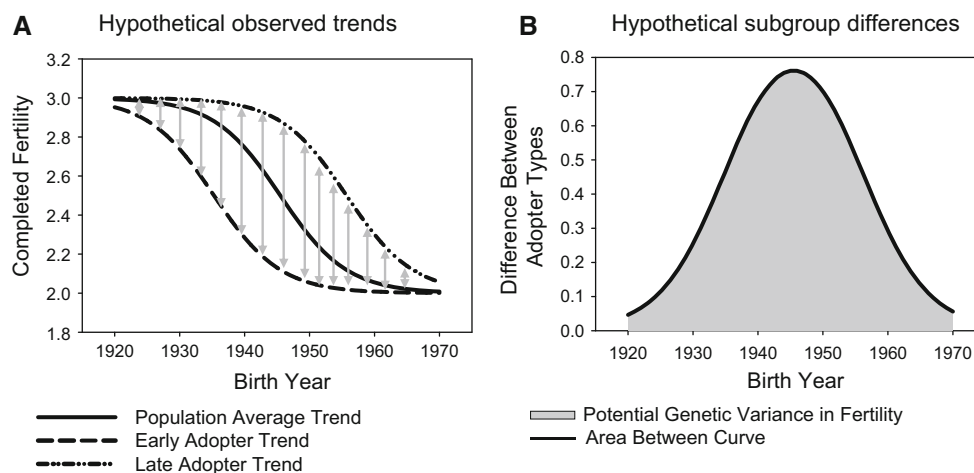 A
Hypothetical observed trends
Completed Fertility
3.2
3.0
2.8
2.6
2.4
2.2
2.0
1.8
1920 1930 1940 1950 1960 1970
Birth Year
Population Average Trend
Early Adopter Trend
Late Adopter Trend
B
Hypothetical subgroup differences
Difference Between
Adopter Types
0.8
0.7
0.6
0.5
0.4
0.3
0.2
0.1
0.0
1920 1930 1940 1950 1960 1970
Birth Year
Potential Genetic Variance in Fertility
Area Between Curve